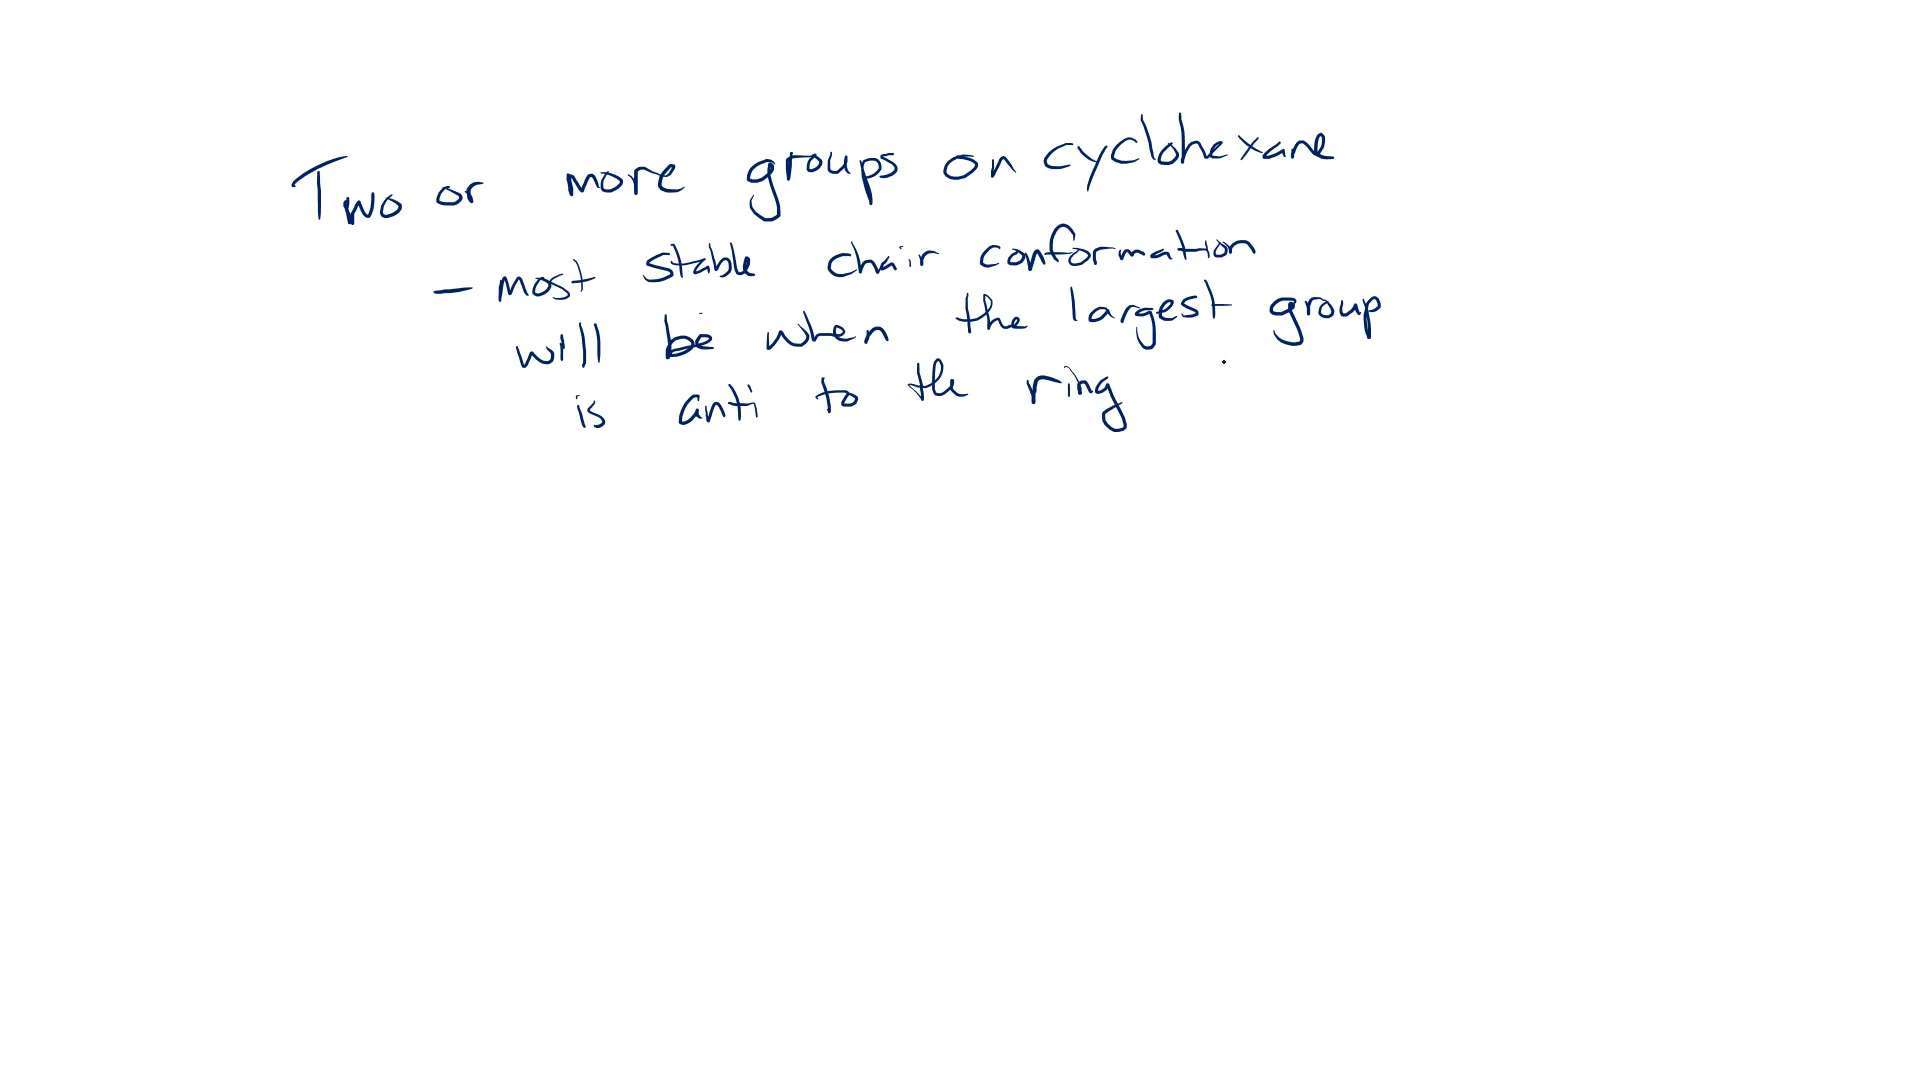 Two or more groups on cyclohexane
- most stable chair conformation
will be when the largest group
is anti to the ring